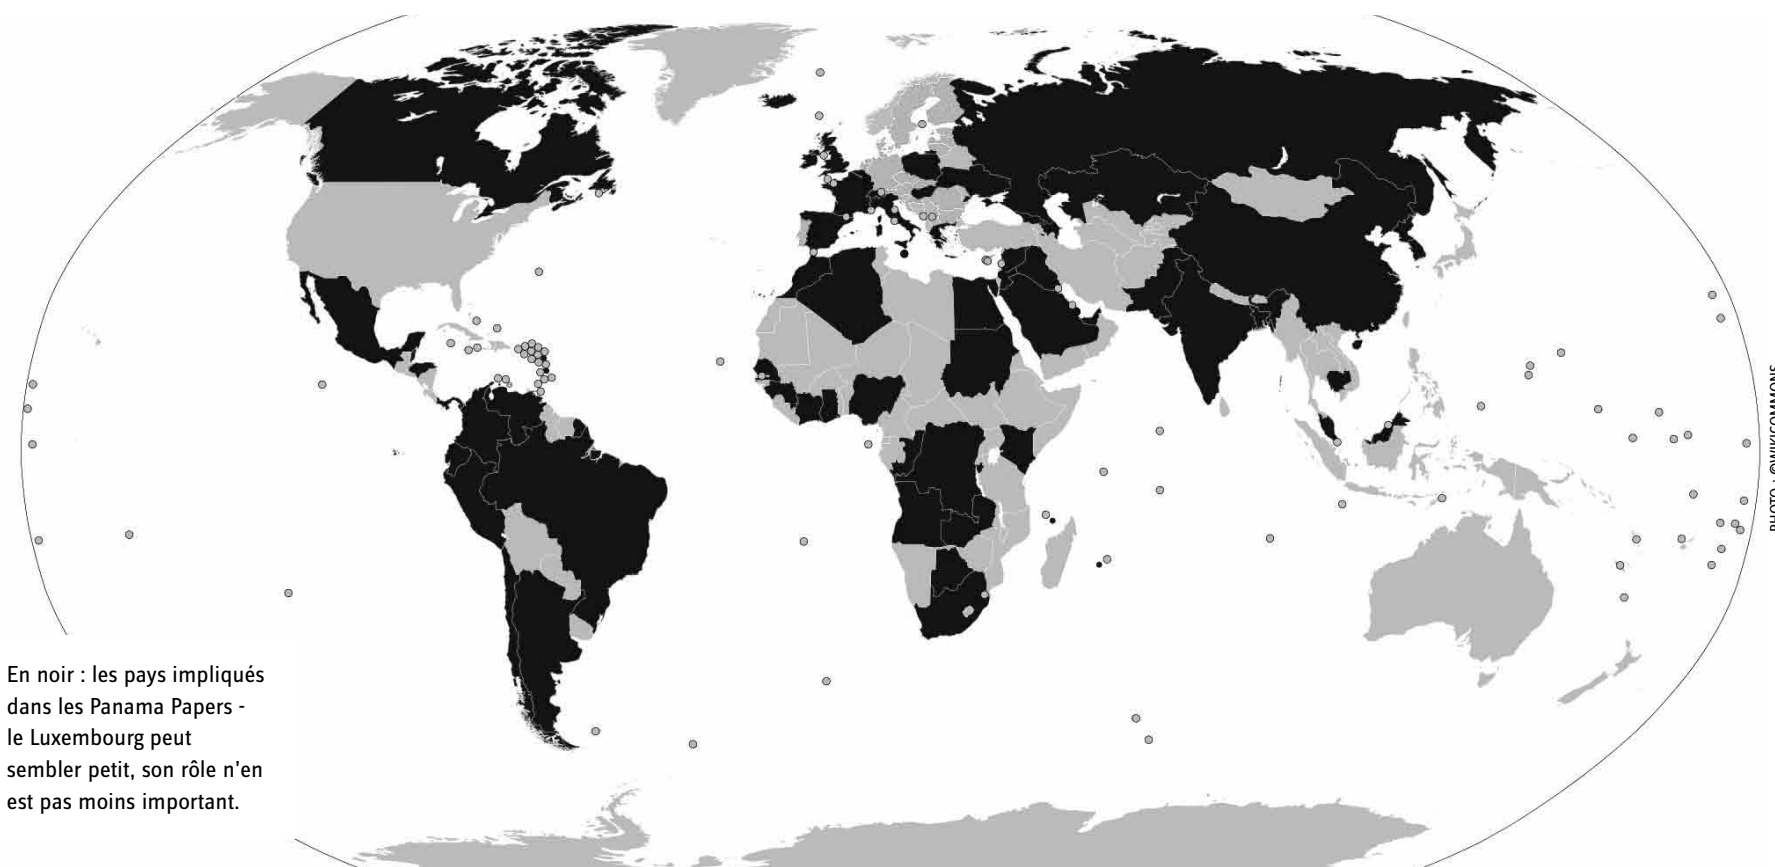 En noir : les pays impliqués
dans les Panama Papers -
le Luxembourg peut
sembler petit, son rôle n’en
est pas moins important.
PHOTO : ©WIKICOMMONS